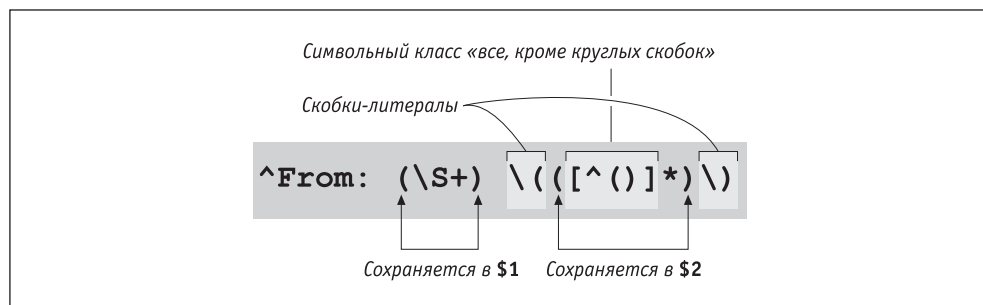 Символьный класс «все, кроме круглых скобок»
Скобки-литералы
^From: (\S+) \(([^()]*)\)
Сохраняется в $1 Сохраняется в $2